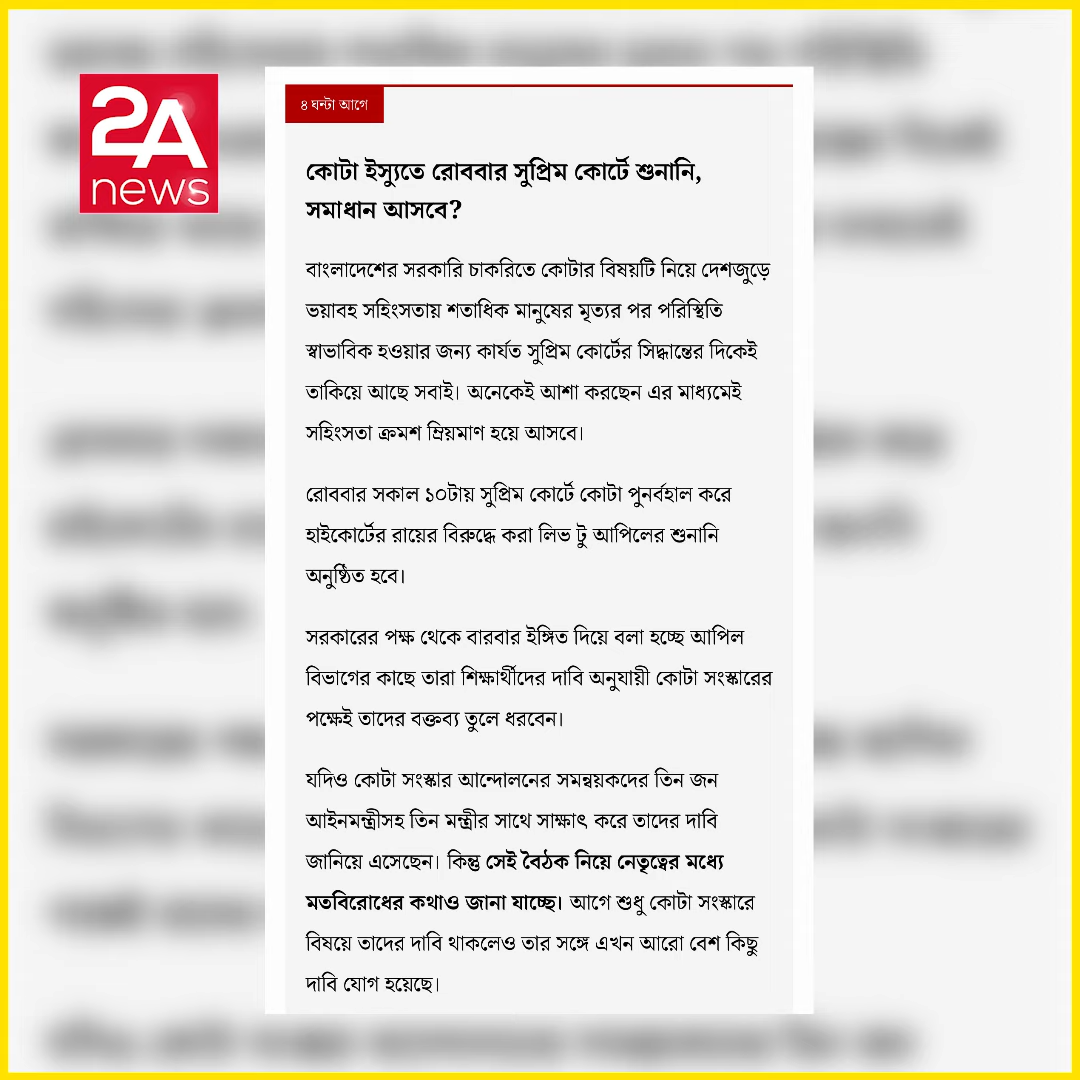 2A
news
৪ ঘন্টা আগে
কোটা ইস্যুতে রোববার সুপ্রিম কোর্টে শুনানি,
সমাধান আসবে?
বাংলাদেশের সরকারি চাকরিতে কোটার বিষয়টি নিয়ে দেশজুড়ে
ভয়াবহ সহিংসতায় শতাধিক মানুষের মৃত্যর পর পরিস্থিতি
স্বাভাবিক হওয়ার জন্য কার্যত সুপ্রিম কোর্টের সিদ্ধান্তের দিকেই
তাকিয়ে আছে সবাই। অনেকেই আশা করছেন এর মাধ্যমেই
সহিংসতা ক্রমশ ম্রিয়মাণ হয়ে আসবে।
রোববার সকাল ১০টায় সুপ্রিম কোর্টে কোটা পুনর্বহাল করে
হাইকোর্টের রায়ের বিরুদ্ধে করা লিভ টু আপিলের শুনানি
অনুষ্ঠিত হবে।
সরকারের পক্ষ থেকে বারবার ইঙ্গিত দিয়ে বলা হচ্ছে আপিল
বিভাগের কাছে তারা শিক্ষার্থীদের দাবি অনুযায়ী কোটা সংস্কারের
পক্ষেই তাদের বক্তব্য তুলে ধরবেন।
যদিও কোটা সংস্কার আন্দোলনের সমন্বয়কদের তিন জন
আইনমন্ত্রীসহ তিন মন্ত্রীর সাথে সাক্ষাৎ করে তাদের দাবি
জানিয়ে এসেছেন। কিন্তু সেই বৈঠক নিয়ে নেতৃত্বের মধ্যে
মতবিরোধের কথাও জানা যাচ্ছে। আগে শুধু কোটা সংস্কারে
বিষয়ে তাদের দাবি থাকলেও তার সঙ্গে এখন আরো বেশ কিছু
দাবি যোগ হয়েছে।